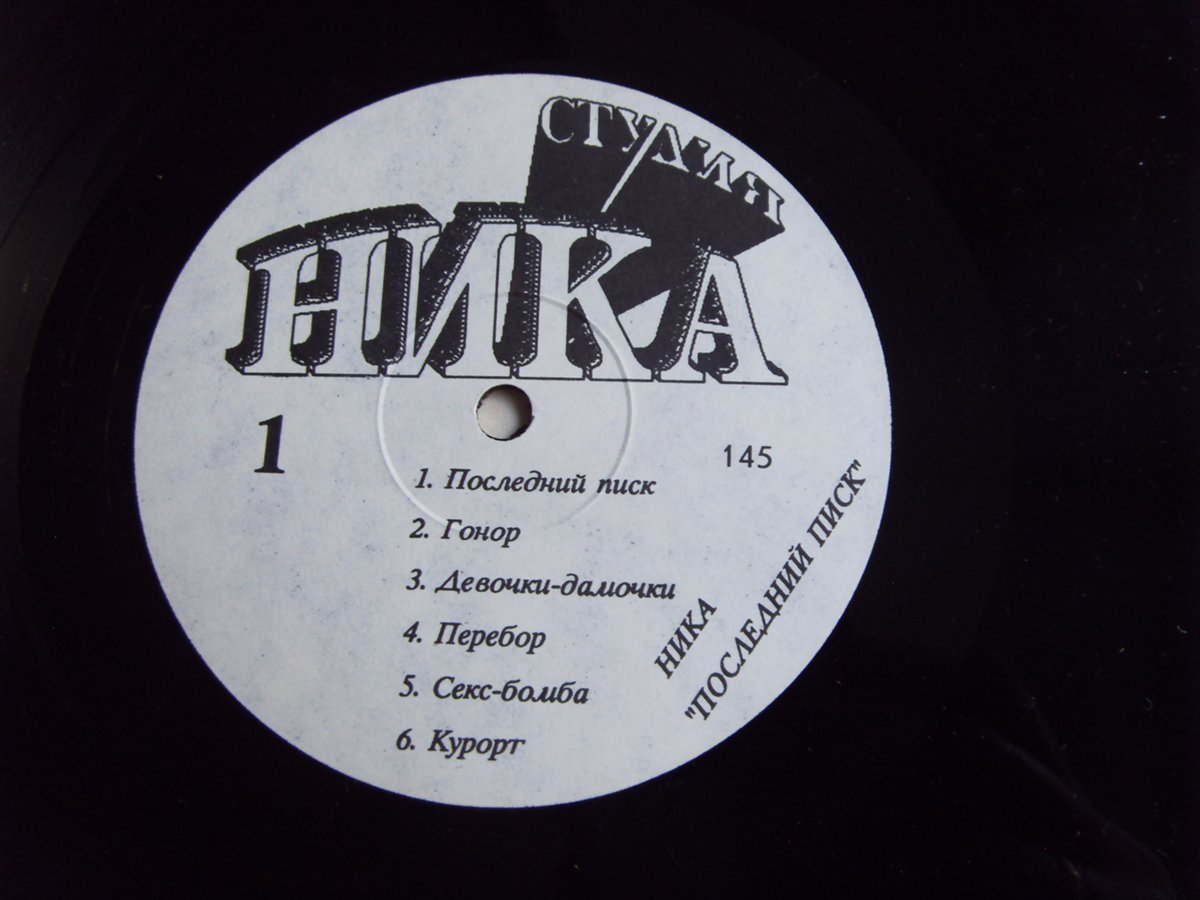 СТУДИЯ
НИКА
1
145
1. Последний писк
2. Гонор
3. Девочки-дамочки
4. Перебор
5. Секс-бомба
6. Курорт
НИКА
"ПОСЛЕДНИЙ ПИСК"